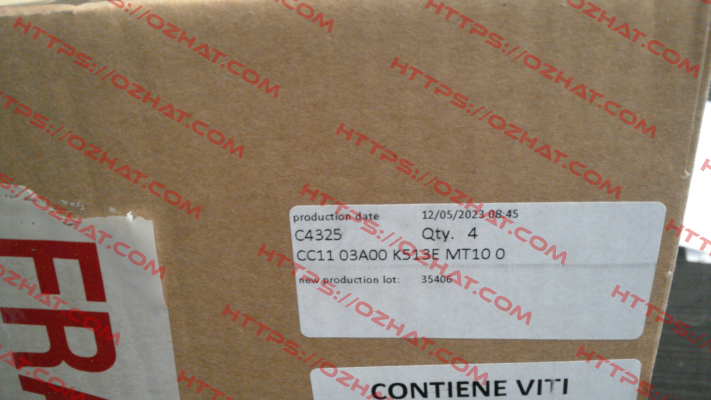 production date 12/05/2023 08:45
C4325 Qty. 4
CC11 03A00 K513E MT10 0
new production lot: 35406
CONTIENE VITI
FRA
HTTPS://OZHAT.COM